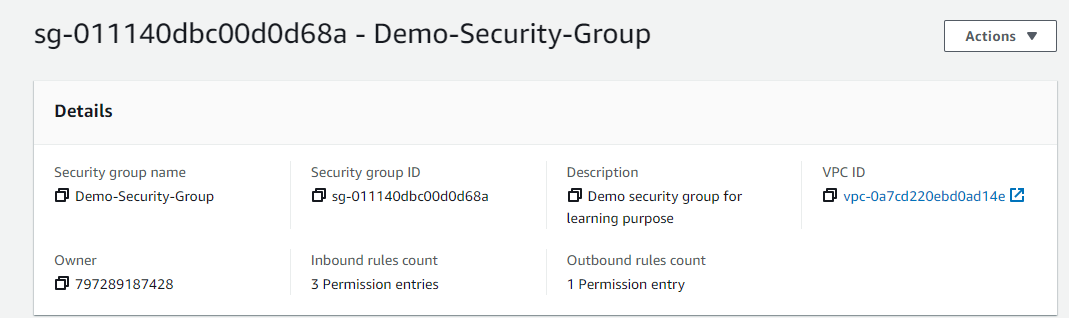 sg-011140dbc00d0d68a - Demo-Security-Group
Actions
Details
Security group name
Demo-Security-Group
Security group ID
sg-011140dbc00d0d68a
Description
Demo security group for
learning purpose
VPC ID
vpc-0a7cd220ebd0ad14e
Owner
797289187428
Inbound rules count
3 Permission entries
Outbound rules count
1 Permission entry